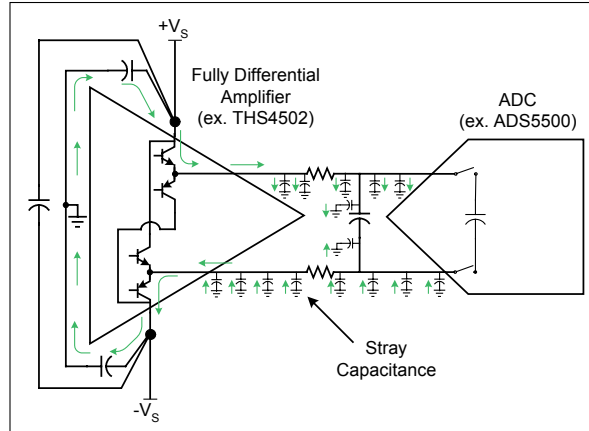 +VS
Fully Differential
Amplifier
(ex. THS4502)
ADC
(ex. ADS5500)
Stray
Capacitance
-VS